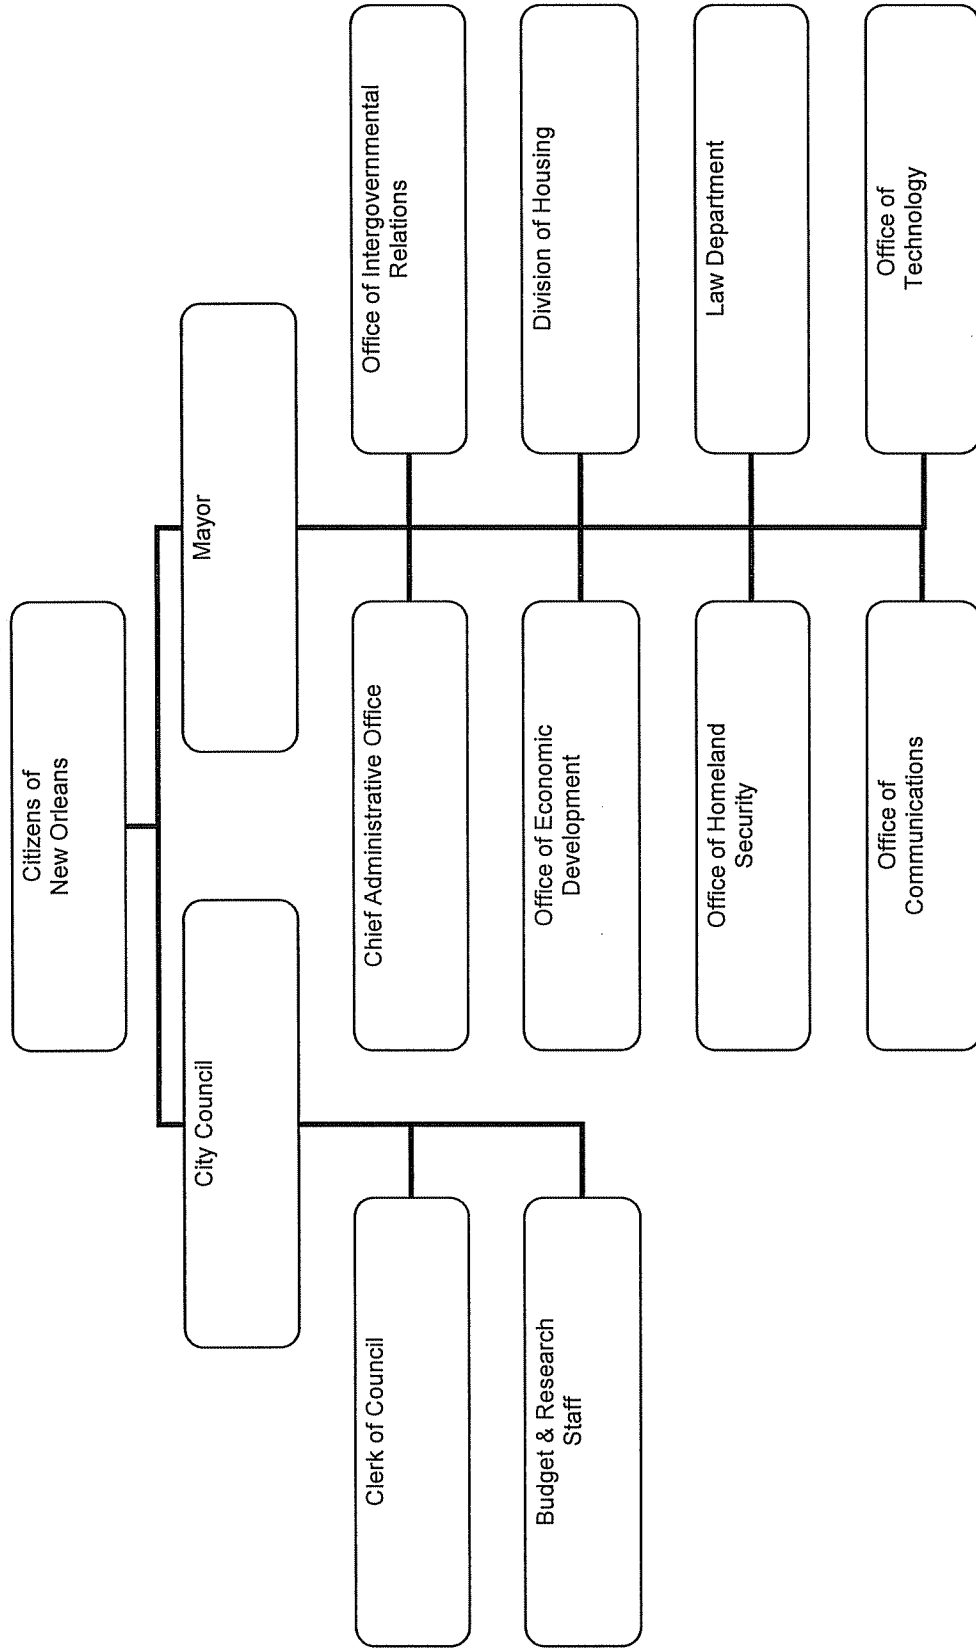 Citizens of
New Orleans
City Council
Mayor
Clerk of Council
Chief Administrative Office
Office of Intergovernmental
Relations
Budget & Research
Staff
Office of Economic
Development
Division of Housing
Office of Homeland
Security
Law Department
Office of
Communications
Office of
Technology